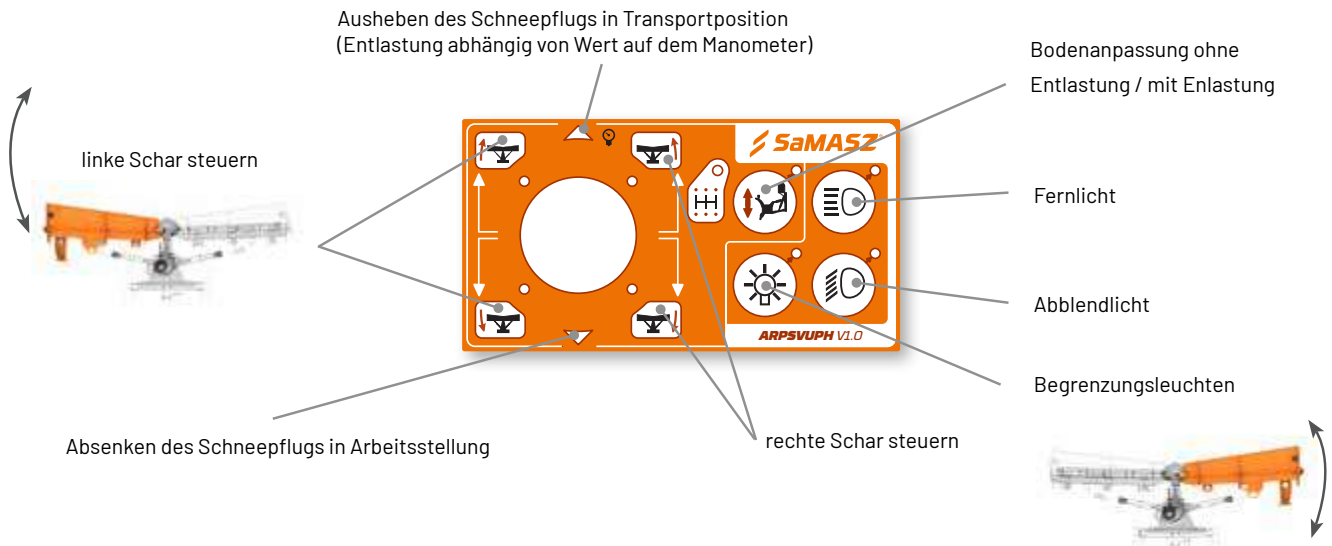 Ausheben des Schneepflugs in Transportposition
(Entlastung abhängig von Wert auf dem Manometer)
Bodenanpassung ohne
Entlastung / mit Enlastung
linke Schar steuern
SaMASZ
Fernlicht
Abblendlicht
ARPSVUPH V1.0
Begrenzungsleuchten
Absenken des Schneepflugs in Arbeitsstellung
rechte Schar steuern